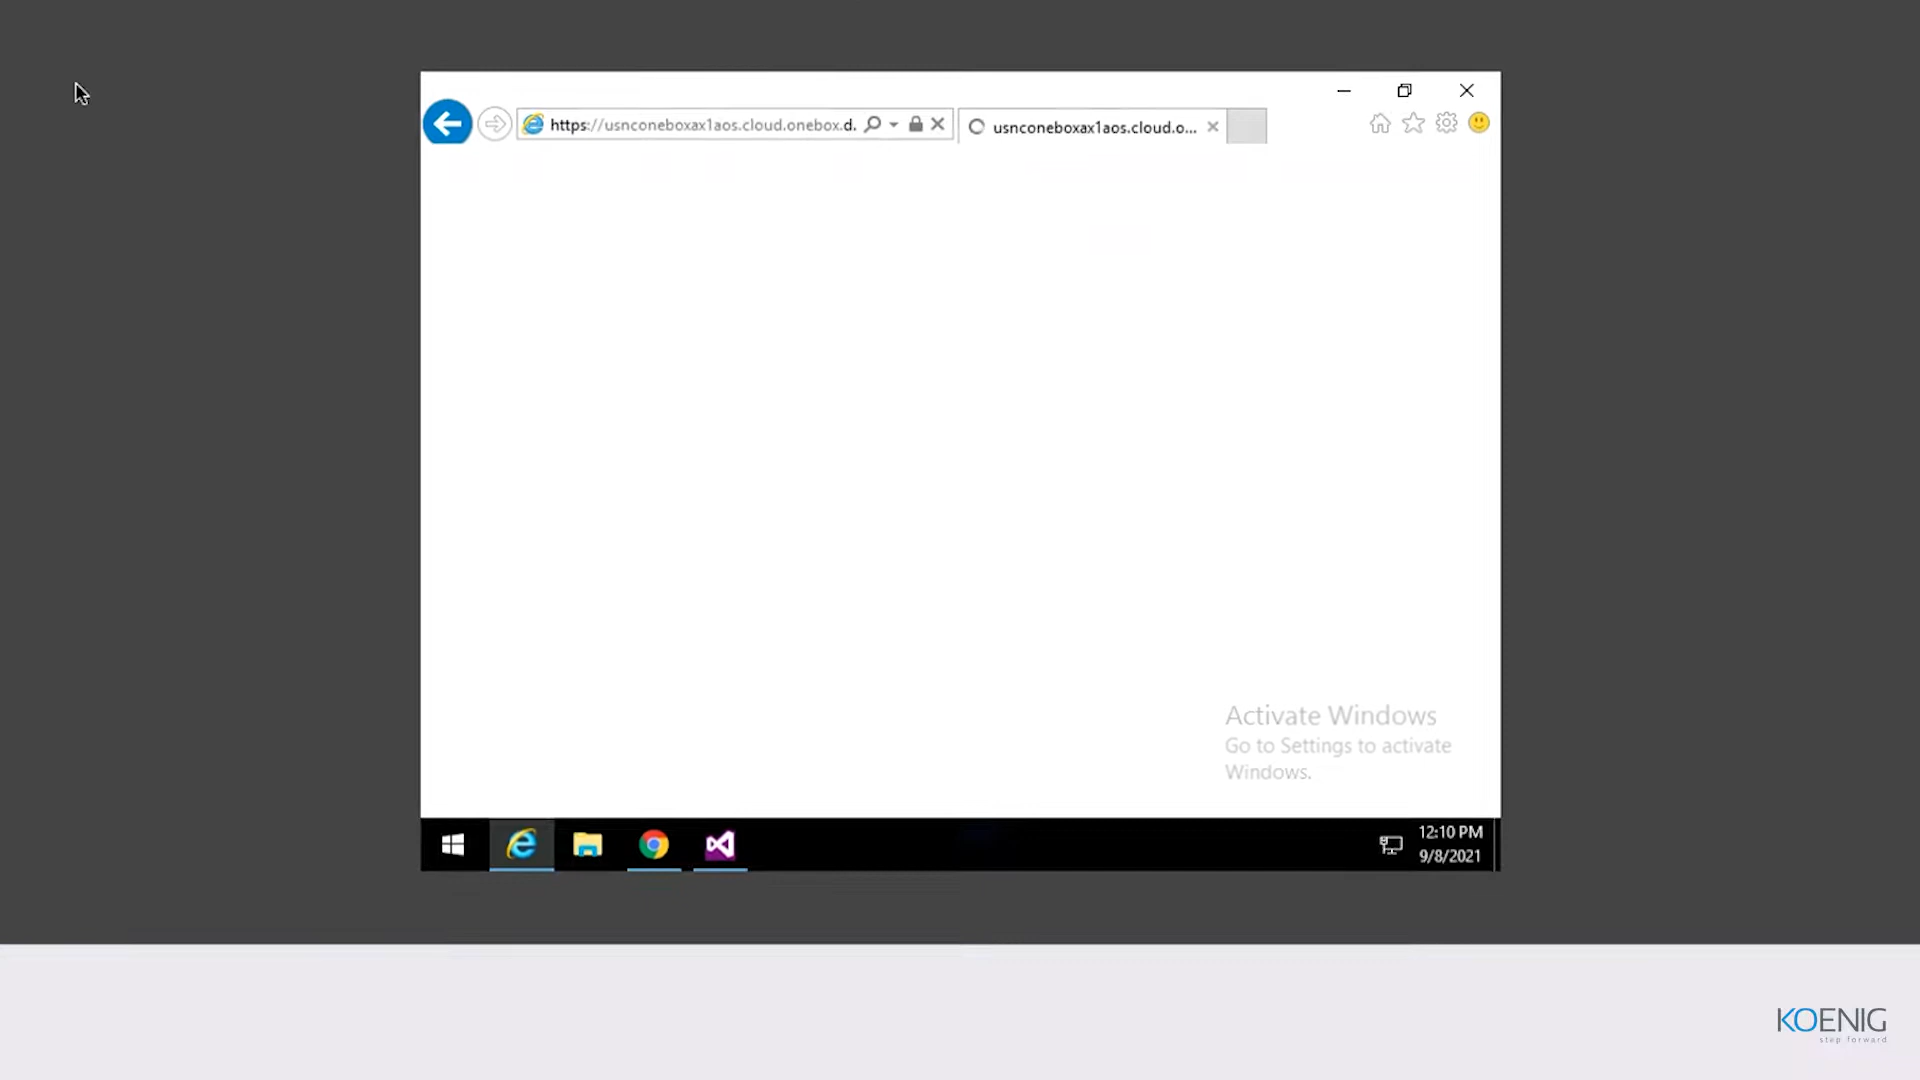 https://usnconeboxax1aos.cloud.onebox.d.
usnconeboxax1aos.cloud.o...
Activate Windows
Go to Settings to activate
Windows.
12:10 PM
9/8/2021
KOENIG
step forward